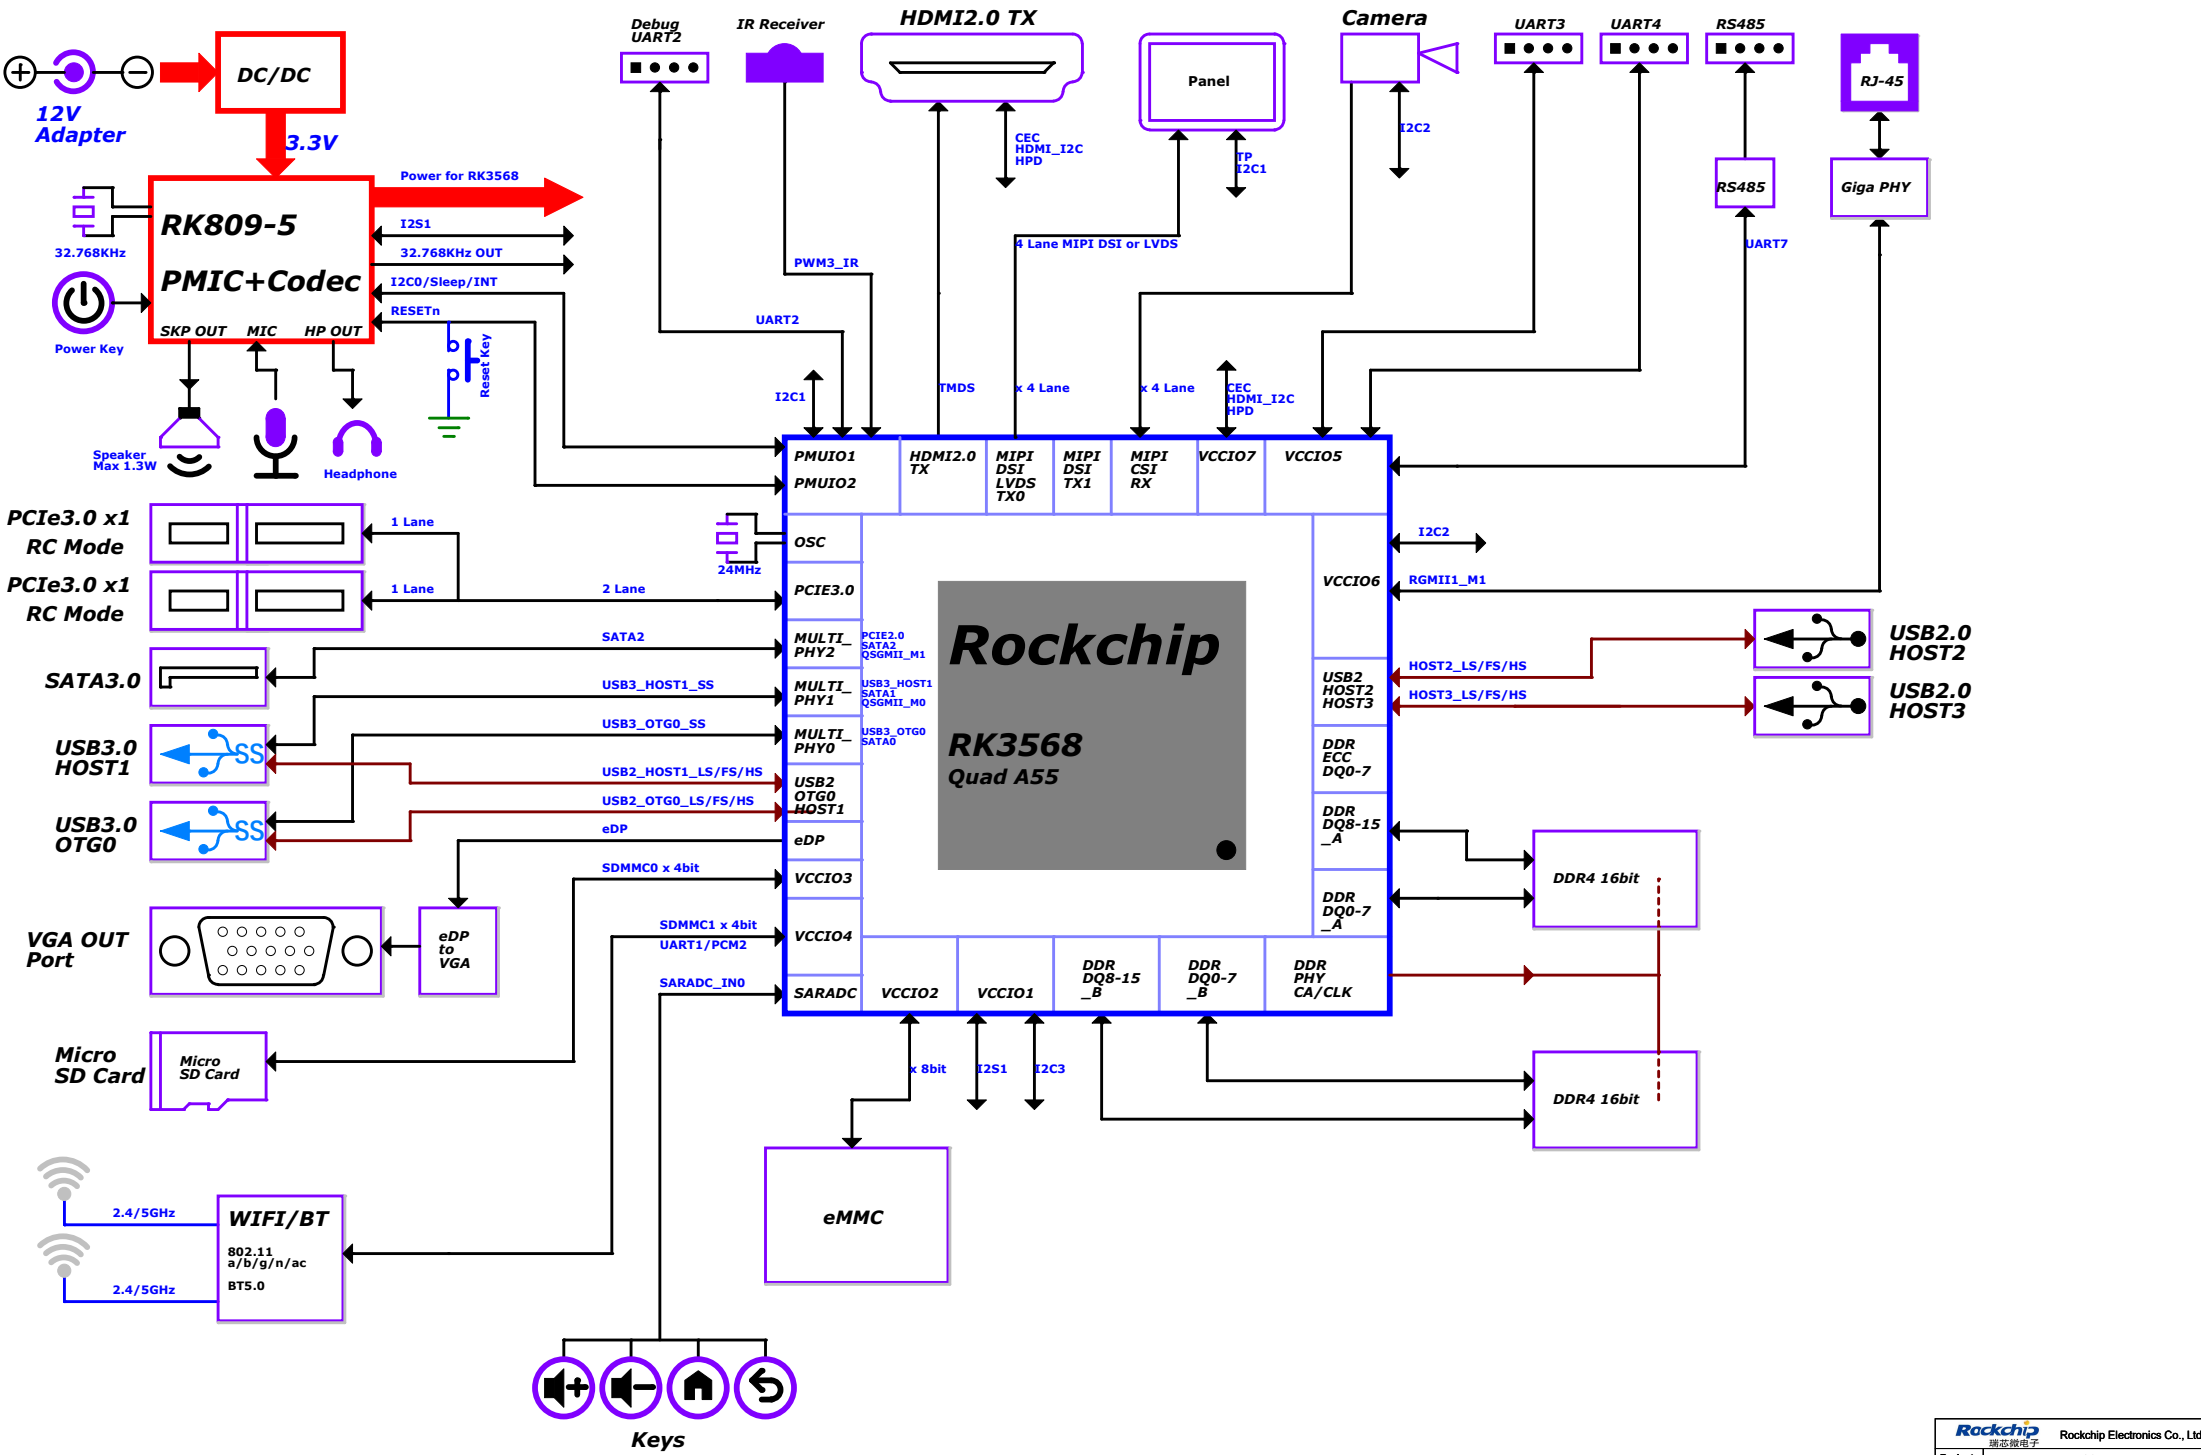 Debug
UART2
IR Receiver
HDMI2.0 TX
Camera
UART3
UART4
RS485
DC/DC
Panel
RJ-45
12V
Adapter
3.3V
CEC
HDMI_I2C
HPD
TP
I2C1
I2C2
Power for RK3568
RS485
Giga PHY
RK809-5
PMIC+Codec
32.768KHz
I2S1
32.768KHz OUT
I2C0/Sleep/INT
RESETn
4 Lane MIPI DSI or LVDS
UART7
PWM3_IR
UART2
SKP OUT
MIC
HP OUT
Power Key
Reset Key
I2C1
TMDS
x 4 Lane
x 4 Lane
CEC
HDMI_I2C
HPD
Speaker
Max 1.3W
Headphone
PMUIO1
PMUIO2
HDMI2.0
TX
MIPI
DSI
LVDS
TX0
MIPI
DSI
TX1
MIPI
CSI
RX
VCCIO7
VCCIO5
PCIe3.0 x1
RC Mode
1 Lane
24MHz
OSC
I2C2
PCIe3.0 x1
RC Mode
1 Lane
2 Lane
PCIE3.0
VCCIO6
RGMII1_M1
SATA3.0
SATA2
MULTI_
PHY2
PCIE2.0
SATA2
QSGMII_M1
Rockchip
RK3568
Quad A55
USB2.0
HOST2
HOST2_LS/FS/HS
USB2
HOST2
HOST3
HOST3_LS/FS/HS
USB2.0
HOST3
USB3_HOST1_SS
MULTI_
PHY1
USB3_HOST1
SATA1
QSGMII_M0
USB3.0
HOST1
SS
USB3_OTG0_SS
MULTI_
PHY0
USB3_OTG0
SATA0
USB2_HOST1_LS/FS/HS
USB2
OTG0
HOST1
USB3.0
OTG0
SS
USB2_OTG0_LS/FS/HS
eDP
eDP
DDR
ECC
DQ0-7
DDR
DQ8-15
_A
DDR
DQ0-7
_A
DDR4 16bit
SDMMC0 x 4bit
VCCIO3
VGA OUT
Port
eDP
to
VGA
SDMMC1 x 4bit
UART1/PCM2
VCCIO4
SARADC_IN0
SARADC
VCCIO2
VCCIO1
DDR
DQ8-15
_B
DDR
DQ0-7
_B
DDR
PHY
CA/CLK
Micro
SD Card
Micro
SD Card
x 8bit
I2S1
I2C3
DDR4 16bit
eMMC
2.4/5GHz
2.4/5GHz
WIFI/BT
802.11
a/b/g/n/ac
BT5.0
Keys
Rockchip
瑞芯微电子
Rockchip Electronics Co., Ltd